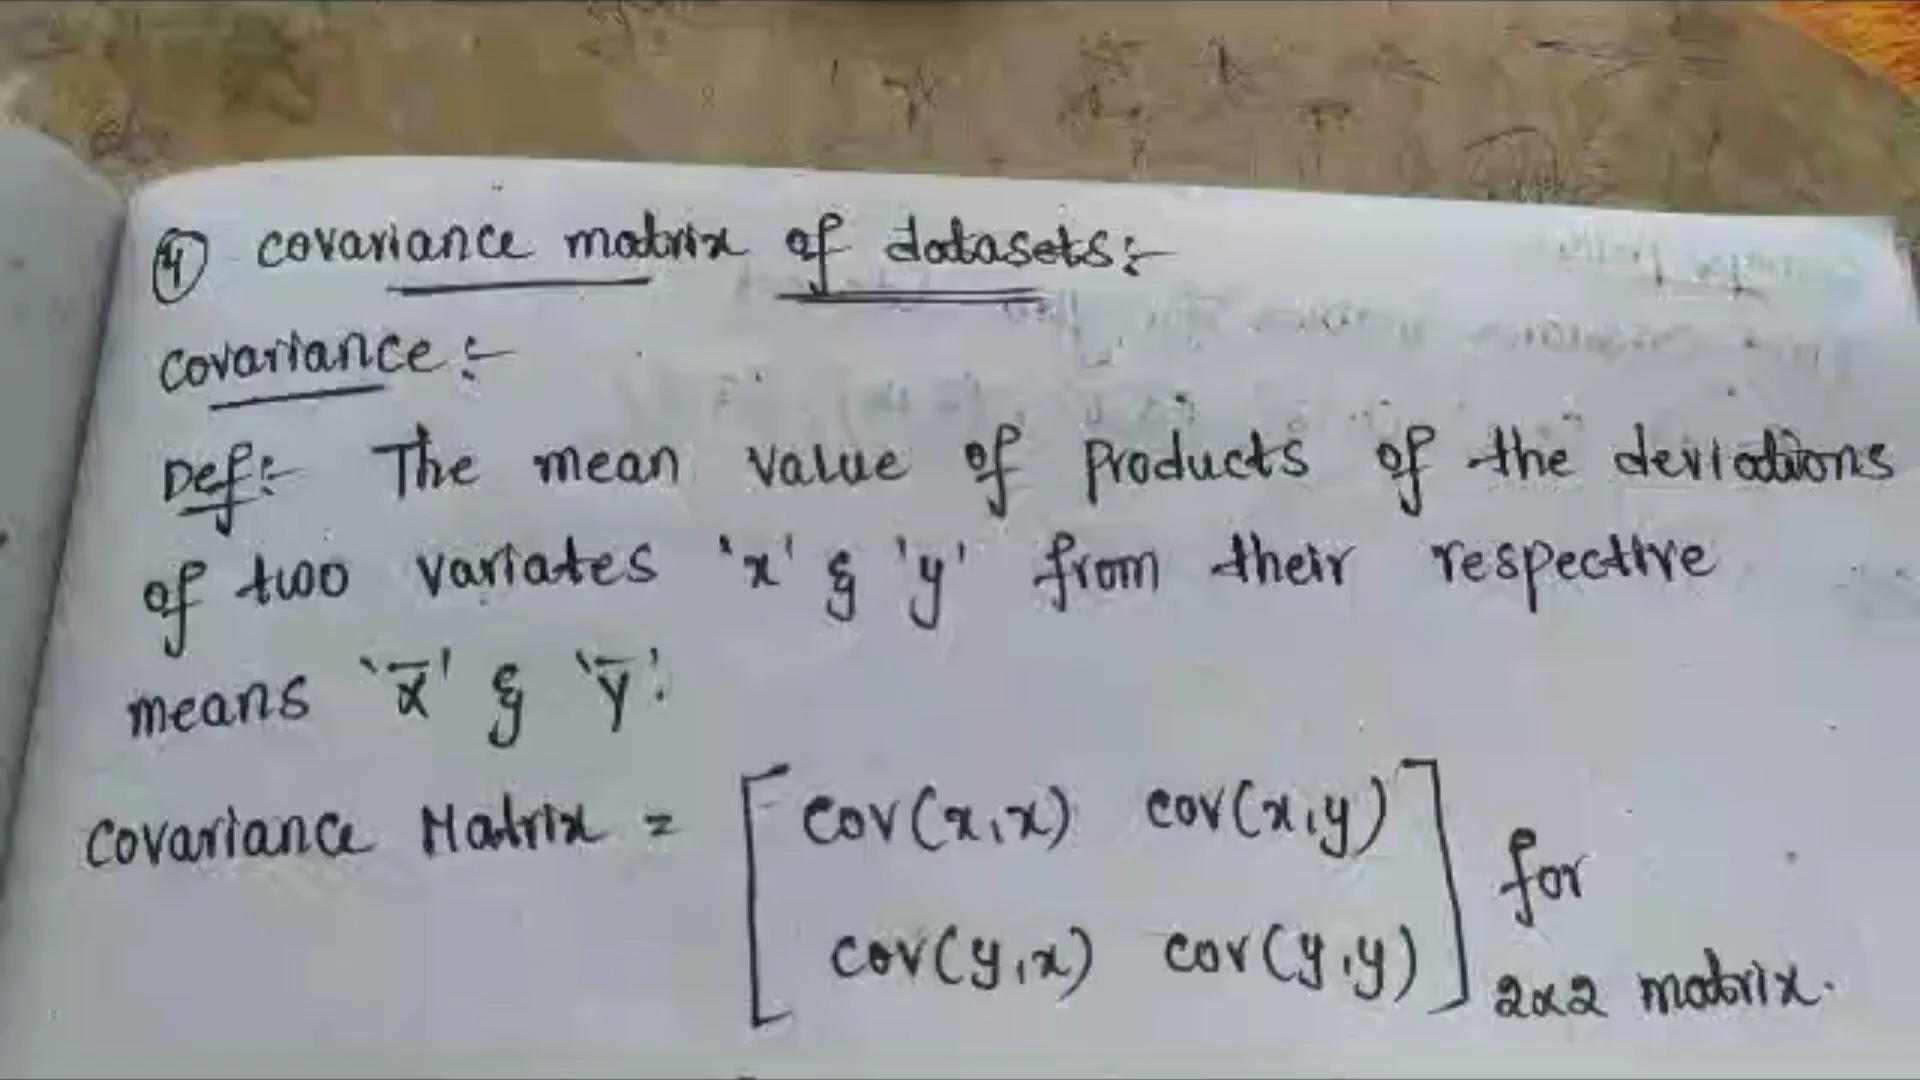 ④ covariance matrix of datasets:-
covariance:-
Def:- The mean value of products of the deviations
of two variates 'x' & 'y' from their respective
means 'x̄' & 'ȳ'.
covariance Matrix = [ cov(x,x) cov(x,y)
cov(y,x) cov(y,y) ] for
2x2 matrix.